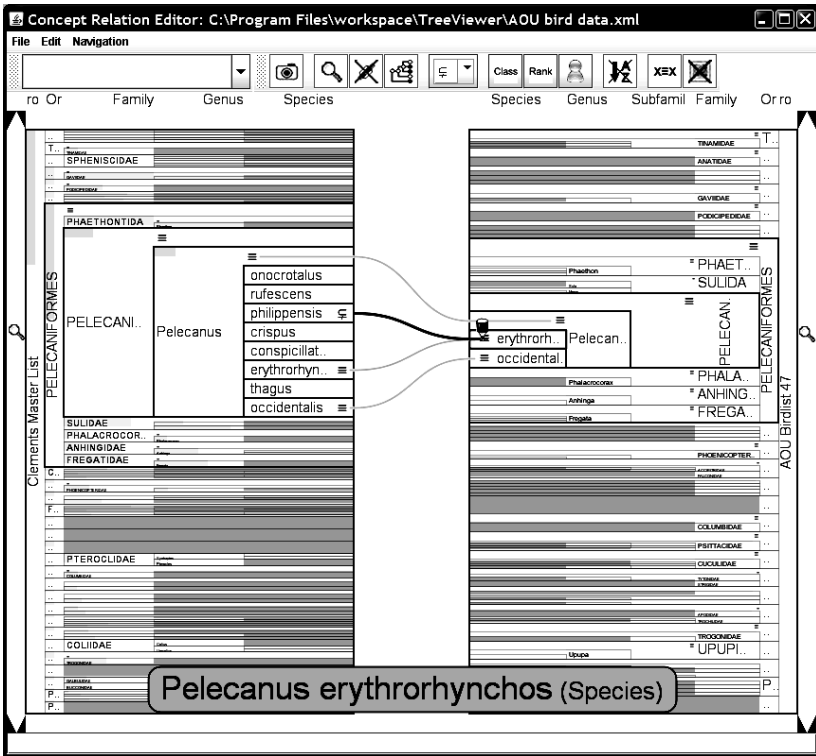 Concept Relation Editor: C:\Program Files\workspace\TreeViewer\AOU bird data.xml
File Edit Navigation
Class Rank X≡X
ro Or Family Genus Species
Species Genus Subfamil Family Or ro
Clements Master List
T..
TINAMIDAE
SPHENISCIDAE
GAVIIDAE
PODICIPEDIDAE
PELECANIFORMES
PHAETHONTIDA
PELECANI..
Pelecanus
onocrotalus
rufescens
philippensis
crispus
conspicillat..
erythrorhyn..
thagus
occidentalis
SULIDAE
PHALACROCOR..
ANHINGIDAE
FREGATIDAE
C..
F..
PTEROCLIDAE
COLUMBIDAE
COLIIDAE
P..
P..
TINAMIDAE
T..
ANATIDAE
GAVIIDAE
PODICIPEDIDAE
Phaethon
PHAET..
SULIDA
PELECANIFORMES
PELECAN.
Pelecan..
erythrorh..
occidental.
Phalacrocorax
PHALA..
Anhinga
ANHING..
Fregata
FREGA..
AOU Birdlist 47
PHOENICOPTER..
COLUMBIDAE
PSITTACIDAE
CUCULIDAE
TROGONIDAE
Upupa
UPUPI..
P..
Pelecanus erythrorhynchos (Species)